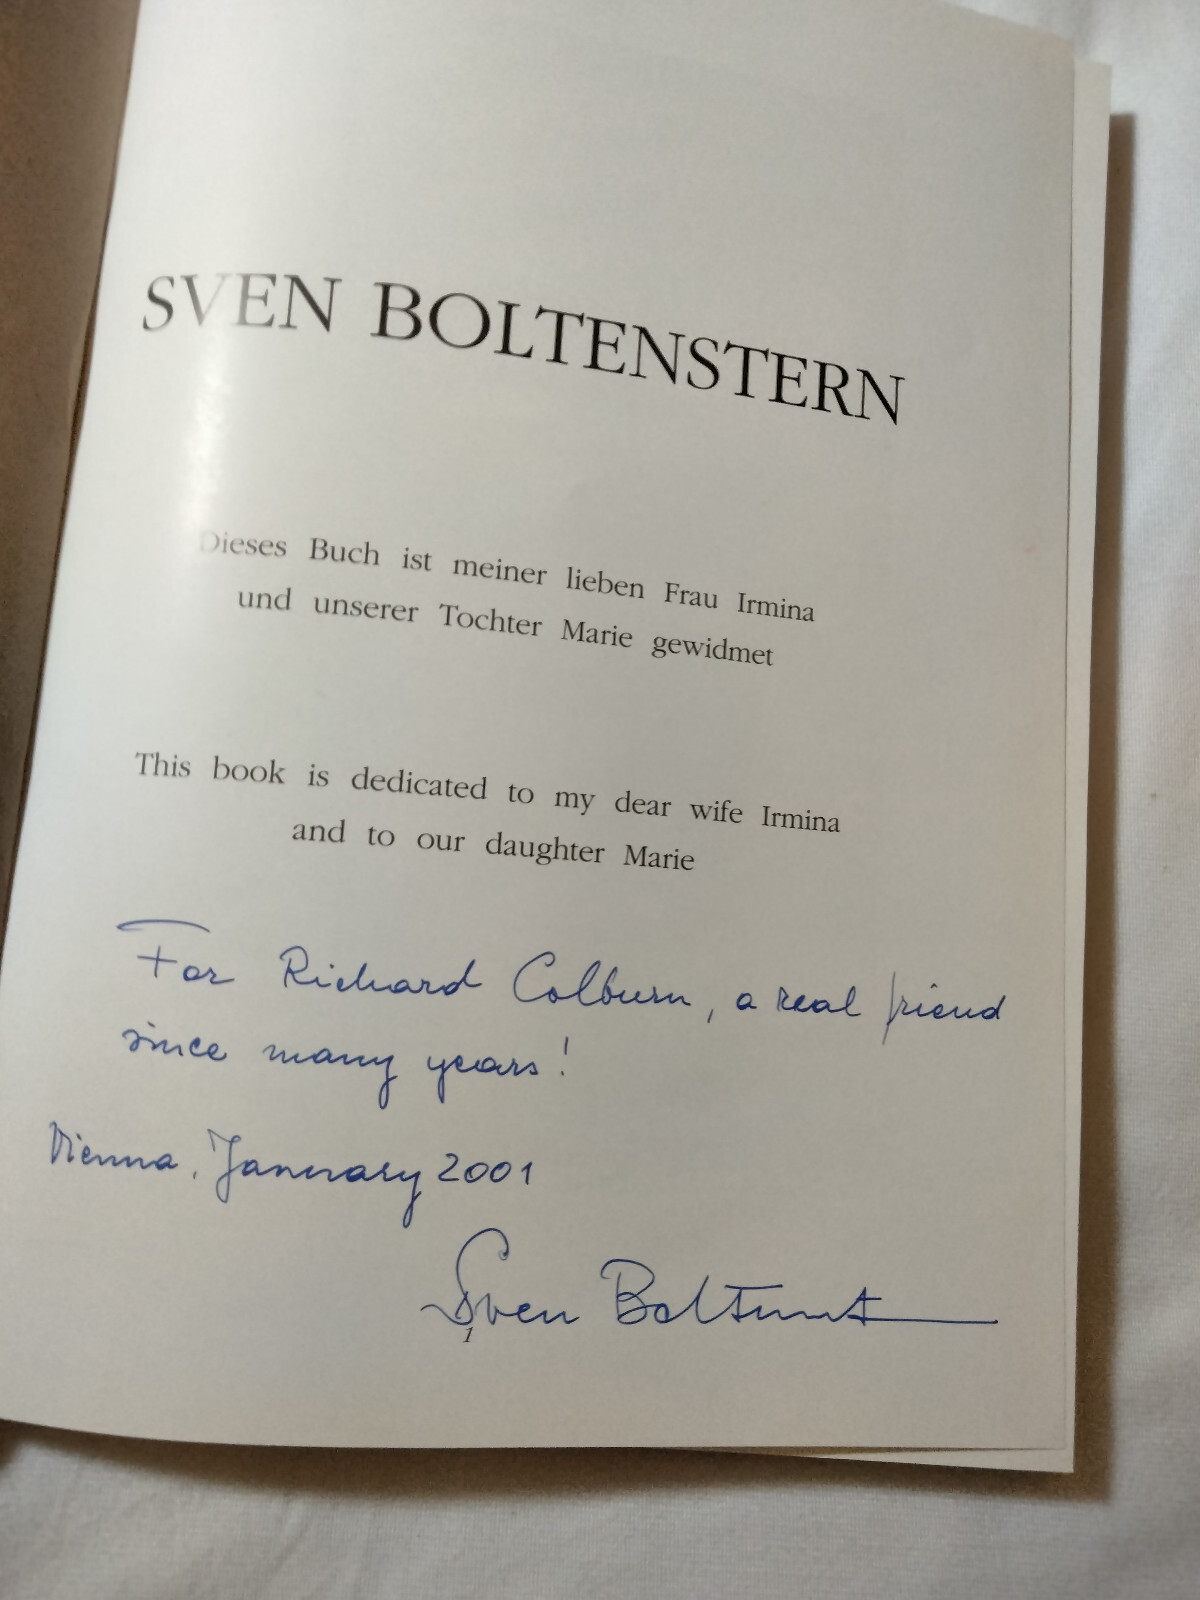 SVEN BOLTENSTERN
Dieses Buch ist meiner lieben Frau Irmina
und unserer Tochter Marie gewidmet
This book is dedicated to my dear wife Irmina
and to our daughter Marie
For Richard Colburn, a real friend
since many years!
Vienna, January 2001
Sven Boltenstern
1